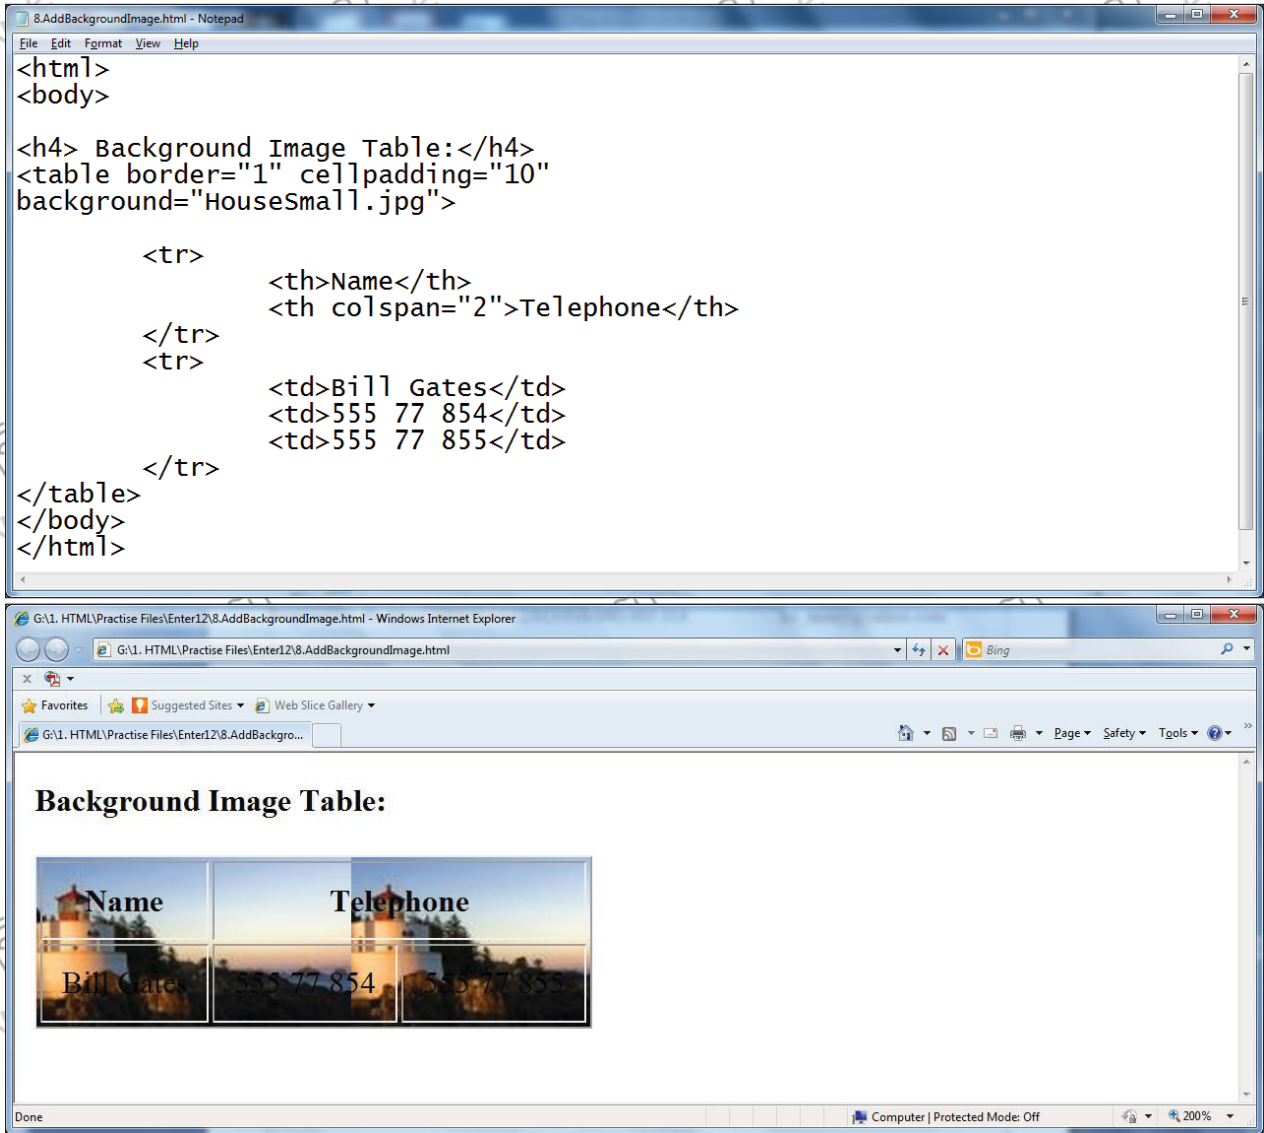 8.AddBackgroundImage.html - Notepad
File Edit Format View Help
<html>
<body>
<h4> Background Image Table:</h4>
<table border="1" cellpadding="10"
background="HouseSmall.jpg">
<tr>
<th>Name</th>
<th colspan="2">Telephone</th>
</tr>
<tr>
<td>Bill Gates</td>
<td>555 77 854</td>
<td>555 77 855</td>
</tr>
</table>
</body>
</html>
G:\1. HTML\Practise Files\Enter12\8.AddBackgroundImage.html - Windows Internet Explorer
G:\1. HTML\Practise Files\Enter12\8.AddBackgroundImage.html
Bing
x
Favorites Suggested Sites Web Slice Gallery
G:\1. HTML\Practise Files\Enter12\8.AddBackgro... Page Safety Tools
Background Image Table:
Name Telephone
Bill Gates 555 77 854 555 77 855
Done Computer | Protected Mode: Off 200%